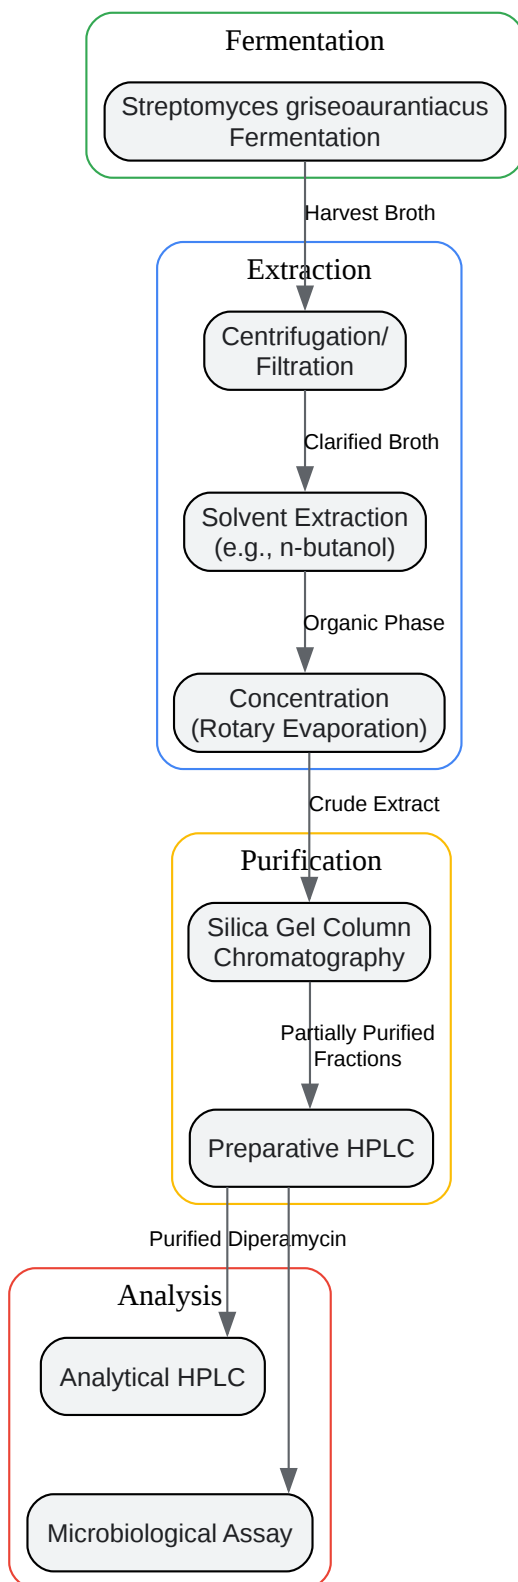 Fermentation
Streptomyces griseoaurantiacus
Fermentation
Harvest Broth
Extraction
Centrifugation/
Filtration
Clarified Broth
Solvent Extraction
(e.g., n-butanol)
Organic Phase
Concentration
(Rotary Evaporation)
Crude Extract
Purification
Silica Gel Column
Chromatography
Partially Purified
Fractions
Preparative HPLC
Purified Diperamycin
Analysis
Analytical HPLC
Microbiological Assay